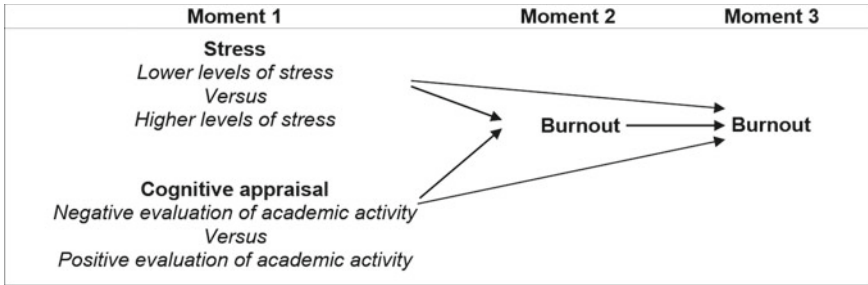 Moment 1 Moment 2 Moment 3
Stress
Lower levels of stress
Versus
Higher levels of stress
Burnout Burnout
Cognitive appraisal
Negative evaluation of academic activity
Versus
Positive evaluation of academic activity